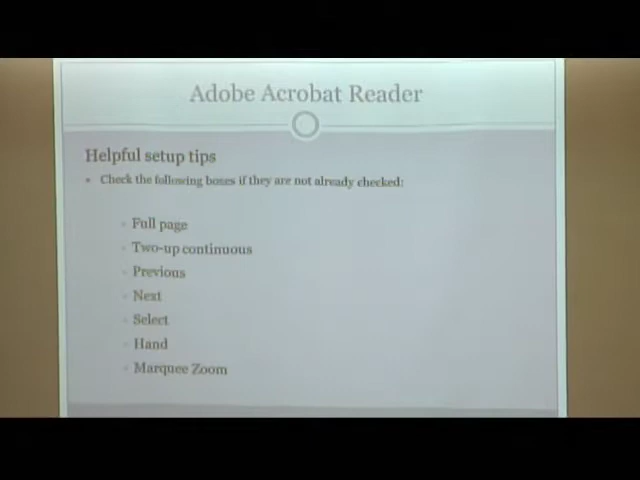 Adobe Acrobat Reader
Helpful setup tips
Check the following boxes if they are not already checked:
Full page
Two-up continuous
Previous
Next
Select
Hand
Marquee Zoom